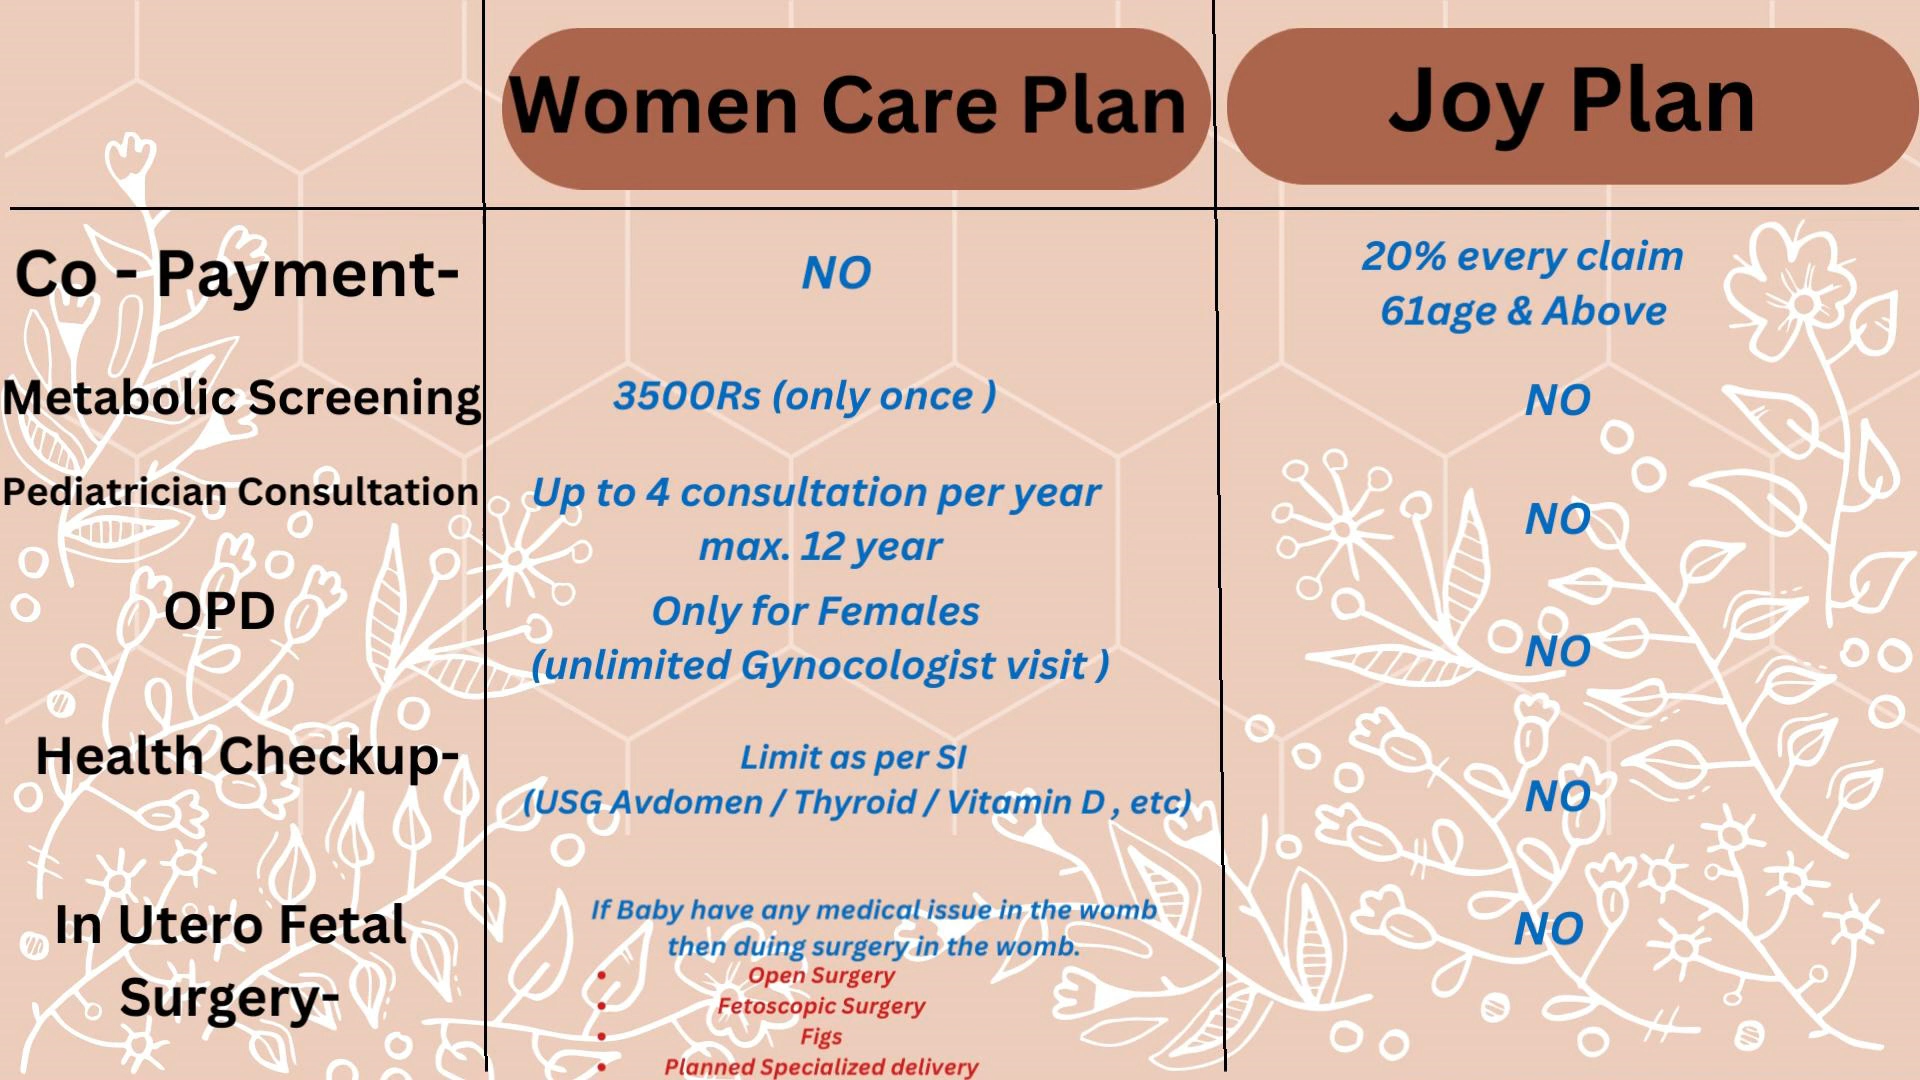 Women Care Plan
Joy Plan
Co - Payment-
NO
20% every claim
61age & Above
Metabolic Screening
3500Rs (only once )
NO
Pediatrician Consultation
Up to 4 consultation per year
max. 12 year
NO
OPD
Only for Females
(unlimited Gynocologist visit )
NO
Health Checkup-
Limit as per SI
(USG Avdomen / Thyroid / Vitamin D , etc)
NO
In Utero Fetal
Surgery-
If Baby have any medical issue in the womb
then duing surgery in the womb.
• Open Surgery
• Fetoscopic Surgery
• Figs
• Planned Specialized delivery
NO